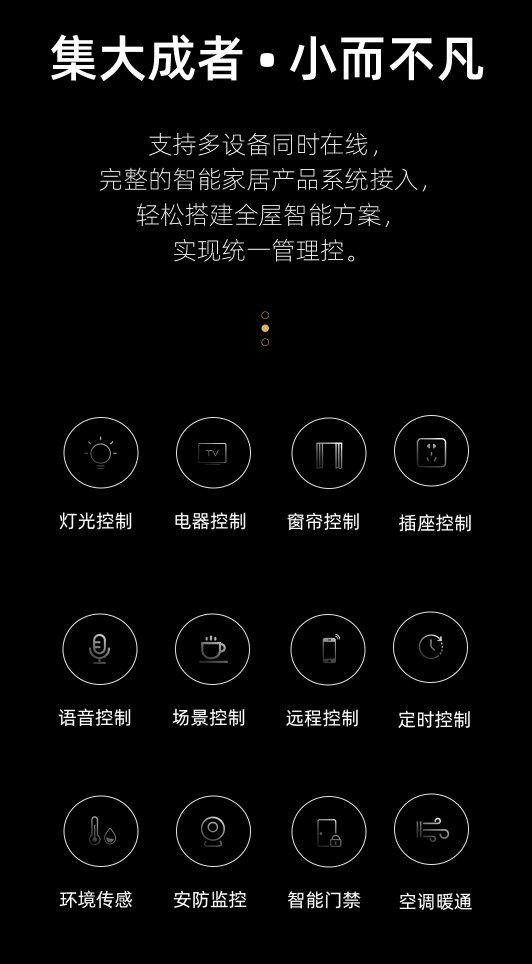 集大成者·小而不凡
支持多设备同时在线，
完整的智能家居产品系统接入，
轻松搭建全屋智能方案，
实现统一管理控。
TV
灯光控制 电器控制 窗帘控制 插座控制
语音控制 场景控制 远程控制 定时控制
环境传感 安防监控 智能门禁 空调暖通